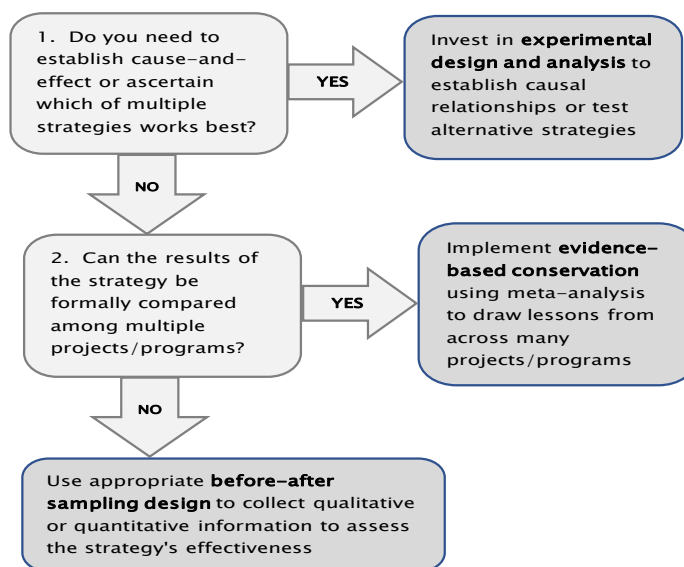 1. Do you need to
establish cause-and-
effect or ascertain
which of multiple
strategies works best?
YES
Invest in experimental
design and analysis to
establish causal
relationships or test
alternative strategies
NO
2. Can the results of
the strategy be
formally compared
among multiple
projects/programs?
YES
Implement evidence-
based conservation
using meta-analysis
to draw lessons from
across many
projects/programs
NO
Use appropriate before-after
sampling design to collect qualitative
or quantitative information to assess
the strategy's effectiveness